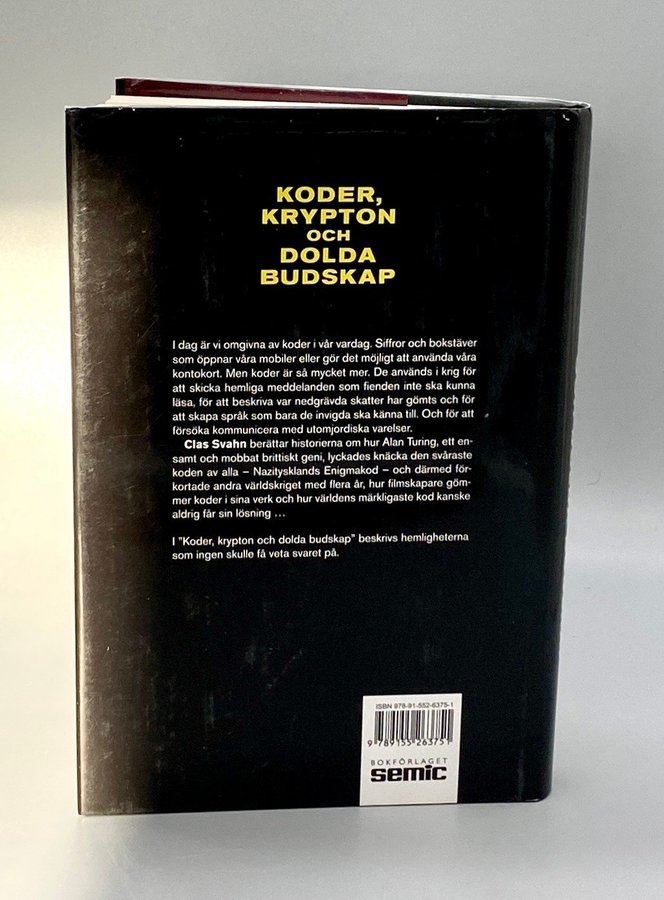 KODER,
KRYPTON
OCH
DOLDA
BUDSKAP
I dag är vi omgivna av koder i vår vardag. Siffror och bokstäver
som öppnar våra mobiler eller gör det möjligt att använda våra
kontokort. Men koder är så mycket mer. De används i krig för
att skicka hemliga meddelanden som fienden inte ska kunna
läsa, för att beskriva var nedgrävda skatter har gömts och för
att skapa språk som bara de invigda ska känna till. Och för att
försöka kommunicera med utomjordiska varelser.
Clas Svahn berättar historierna om hur Alan Turing, ett en-
samt och mobbat brittiskt geni, lyckades knäcka den svåraste
koden av alla – Nazitysklands Enigmakod – och därmed för-
kortade andra världskriget med flera år, hur filmskapare göm-
mer koder i sina verk och hur världens märkligaste kod kanske
aldrig får sin lösning ...
I "Koder, krypton och dolda budskap" beskrivs hemligheterna
som ingen skulle få veta svaret på.
ISBN 978-91-552-6375-1
9 789155 263751
BOKFÖRLAGET
semic